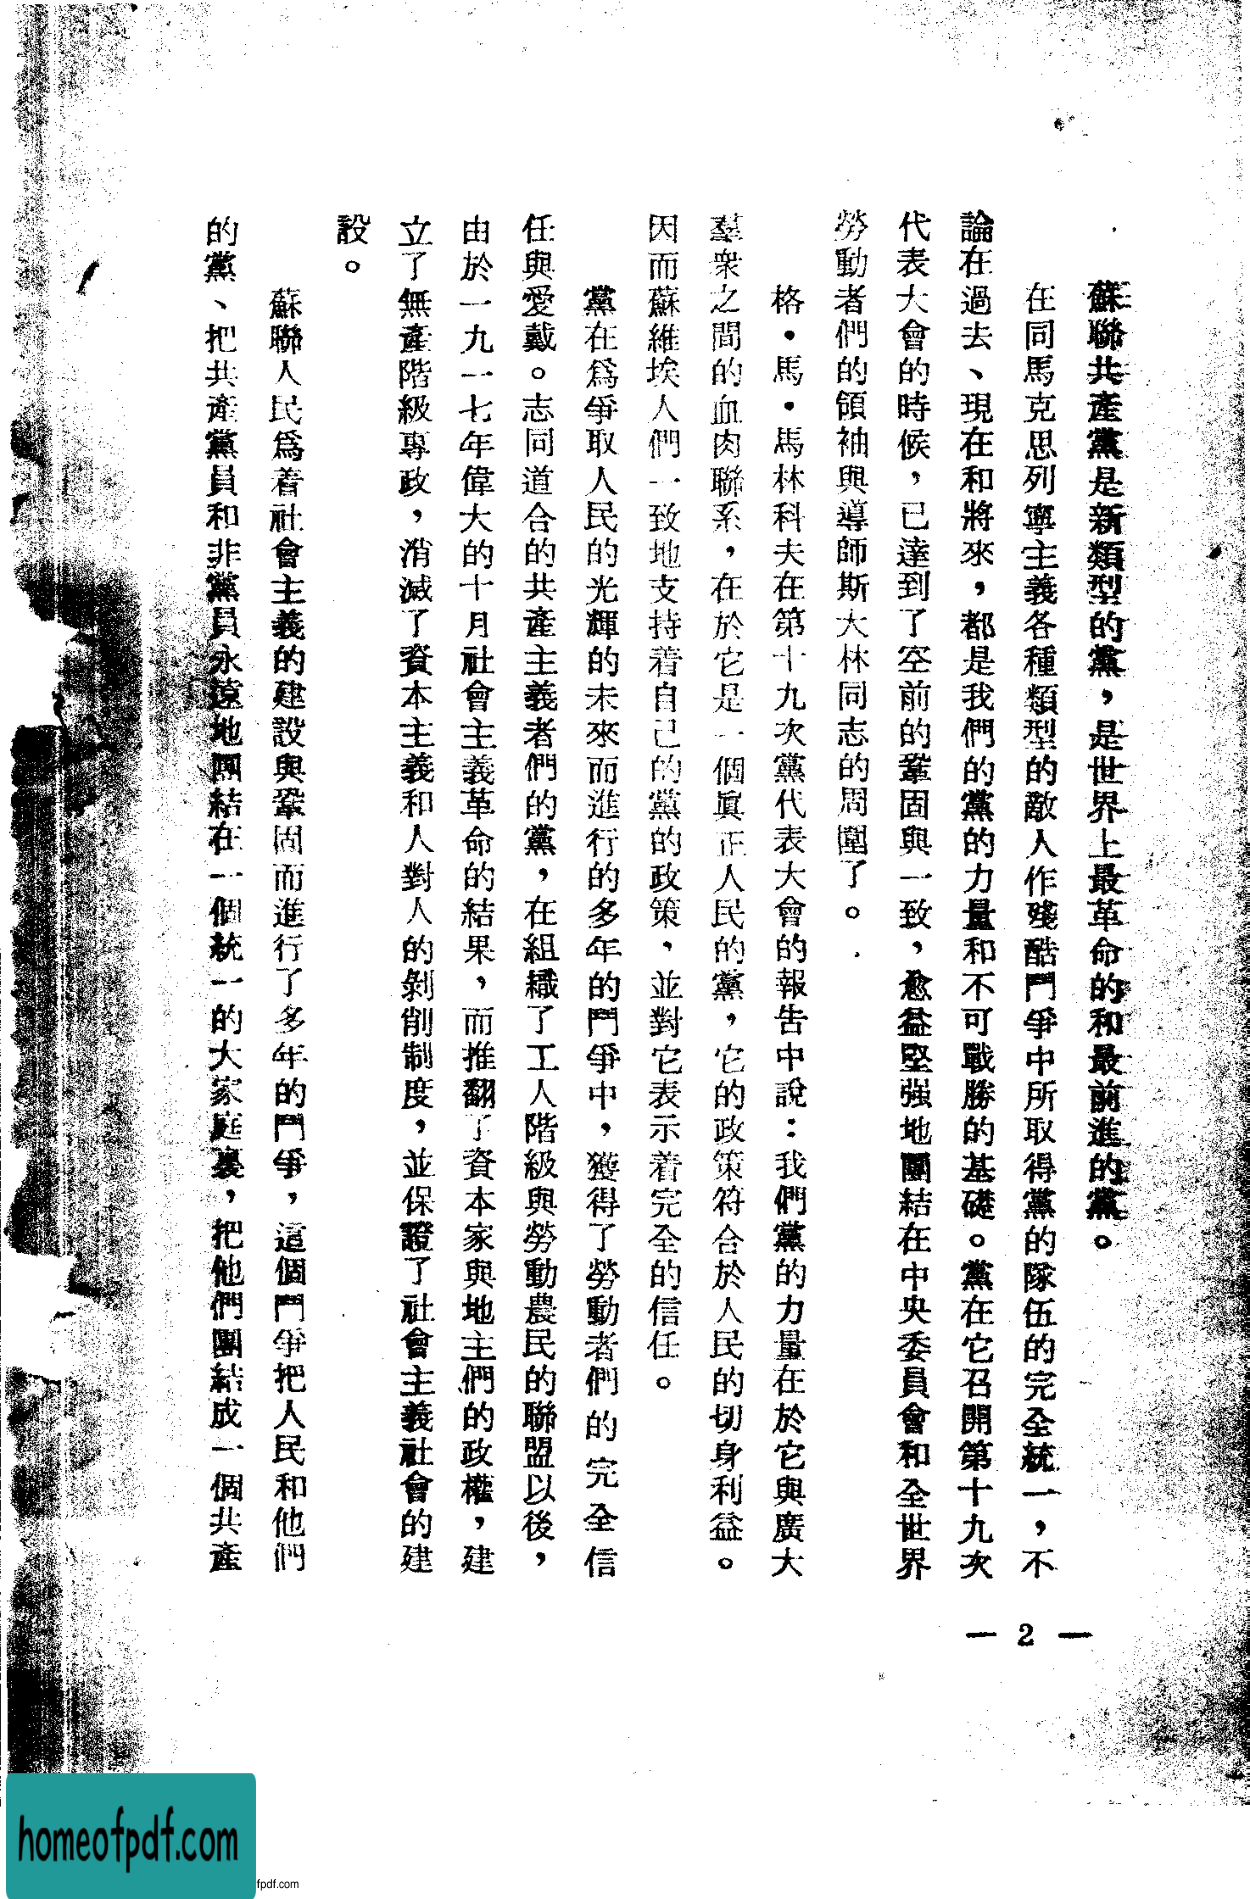 蘇聯共產黨是新類型的黨，是世界上最革命的和最前進的黨。
在同馬克思列寧主義各種類型的敵人作殘酷鬥爭中所取得黨的隊伍的完全統一，不
論在過去、現在和將來，都是我們的黨的力量和不可戰勝的基礎。黨在它召開第十九次
代表大會的時候，已達到了空前的鞏固與一致，愈益堅强地團結在中央委員會和全世界
勞動者們的領袖與導師斯大林同志的周圍了。
格•馬•馬林科夫在第十九次黨代表大會的報告中說：我們黨的力量在於它與廣大
羣衆之間的血肉聯系，在於它是一個眞正人民的黨，它的政策符合於人民的切身利益。
因而蘇維埃人們一致地支持着自己的黨的政策，並對它表示着完全的信任。
黨在爲爭取人民的光輝的未來而進行的多年的鬥爭中，獲得了勞動者們的完全信
任與愛戴。志同道合的共產主義者們的黨，在組織了工人階級與勞動農民的聯盟以後，
由於一九一七年偉大的十月社會主義革命的結果，而推翻了資本家與地主們的政權，建
立了無產階級專政，消滅了資本主義和人對人的剝削制度，並保證了社會主義社會的建
設。
蘇聯人民爲着社會主義的建設與鞏固而進行了多年的鬥爭，這個鬥爭把人民和他們
的黨、把共產黨員和非黨員永遠地團結在一個統一的大家庭裏，把他們團結成一個共產
— 2 —
homeofpdf.com
fpdf.com